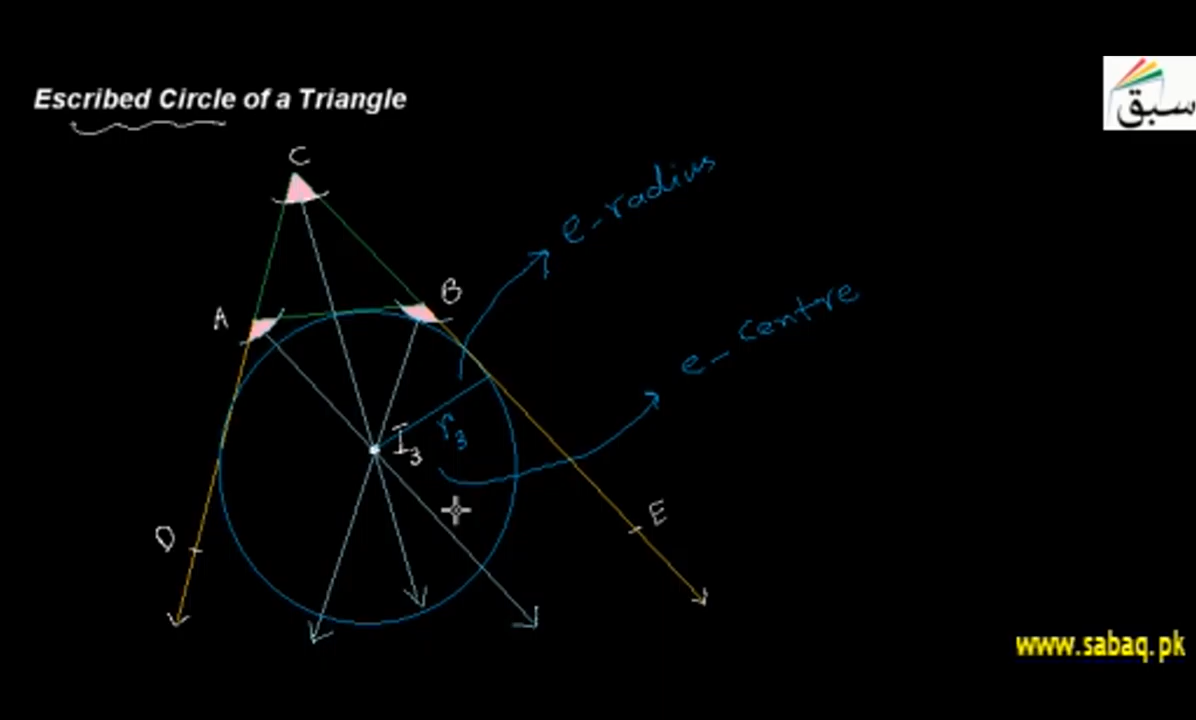 Escribed Circle of a Triangle
سبق
C
e-radius
A
B
e-centre
I3
r3
D
E
www.sabaq.pk